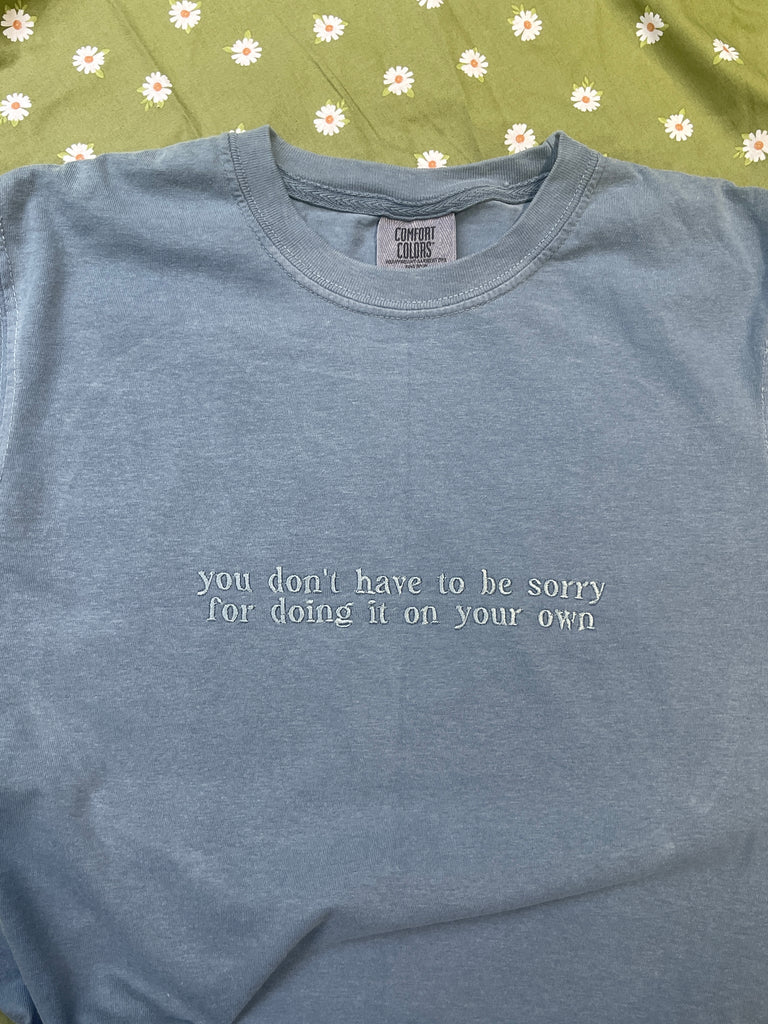 COMFORT
COLORS
you don't have to be sorry
for doing it on your own